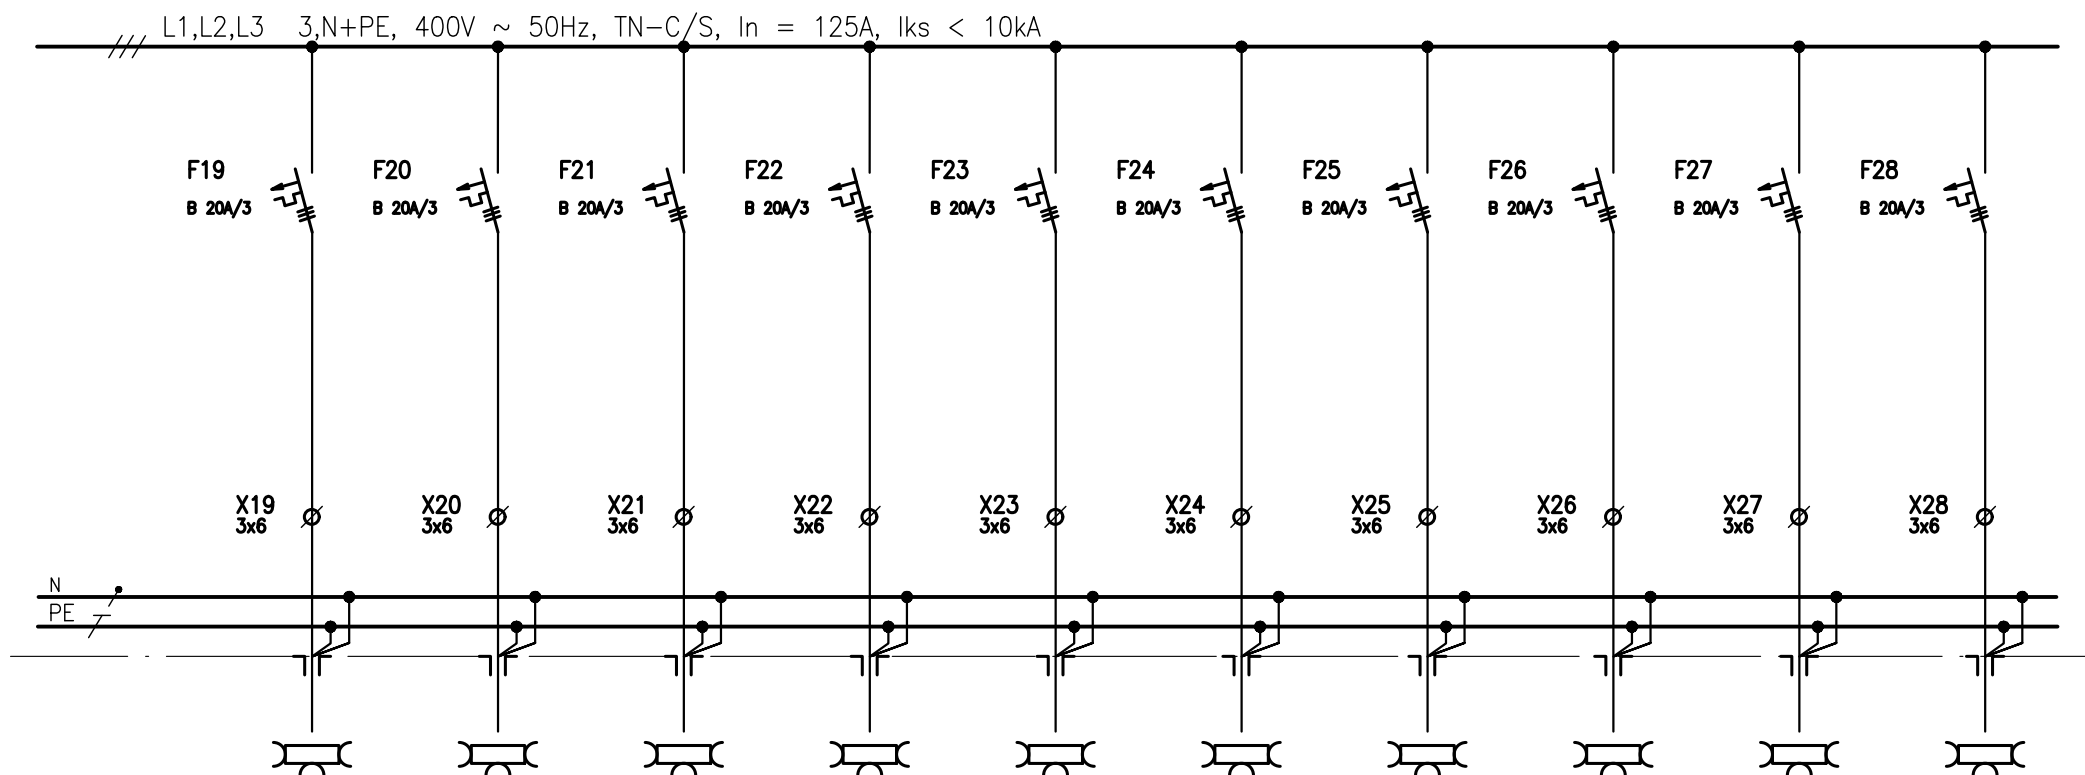 L1,L2,L3 3,N+PE, 400V ~ 50Hz, TN-C/S, In = 125A, Iks < 10kA
F19 F20 F21 F22 F23 F24 F25 F26 F27 F28
B 20A/3 B 20A/3 B 20A/3 B 20A/3 B 20A/3 B 20A/3 B 20A/3 B 20A/3 B 20A/3 B 20A/3
X19 X20 X21 X22 X23 X24 X25 X26 X27 X28
3x6 3x6 3x6 3x6 3x6 3x6 3x6 3x6 3x6 3x6
N
PE